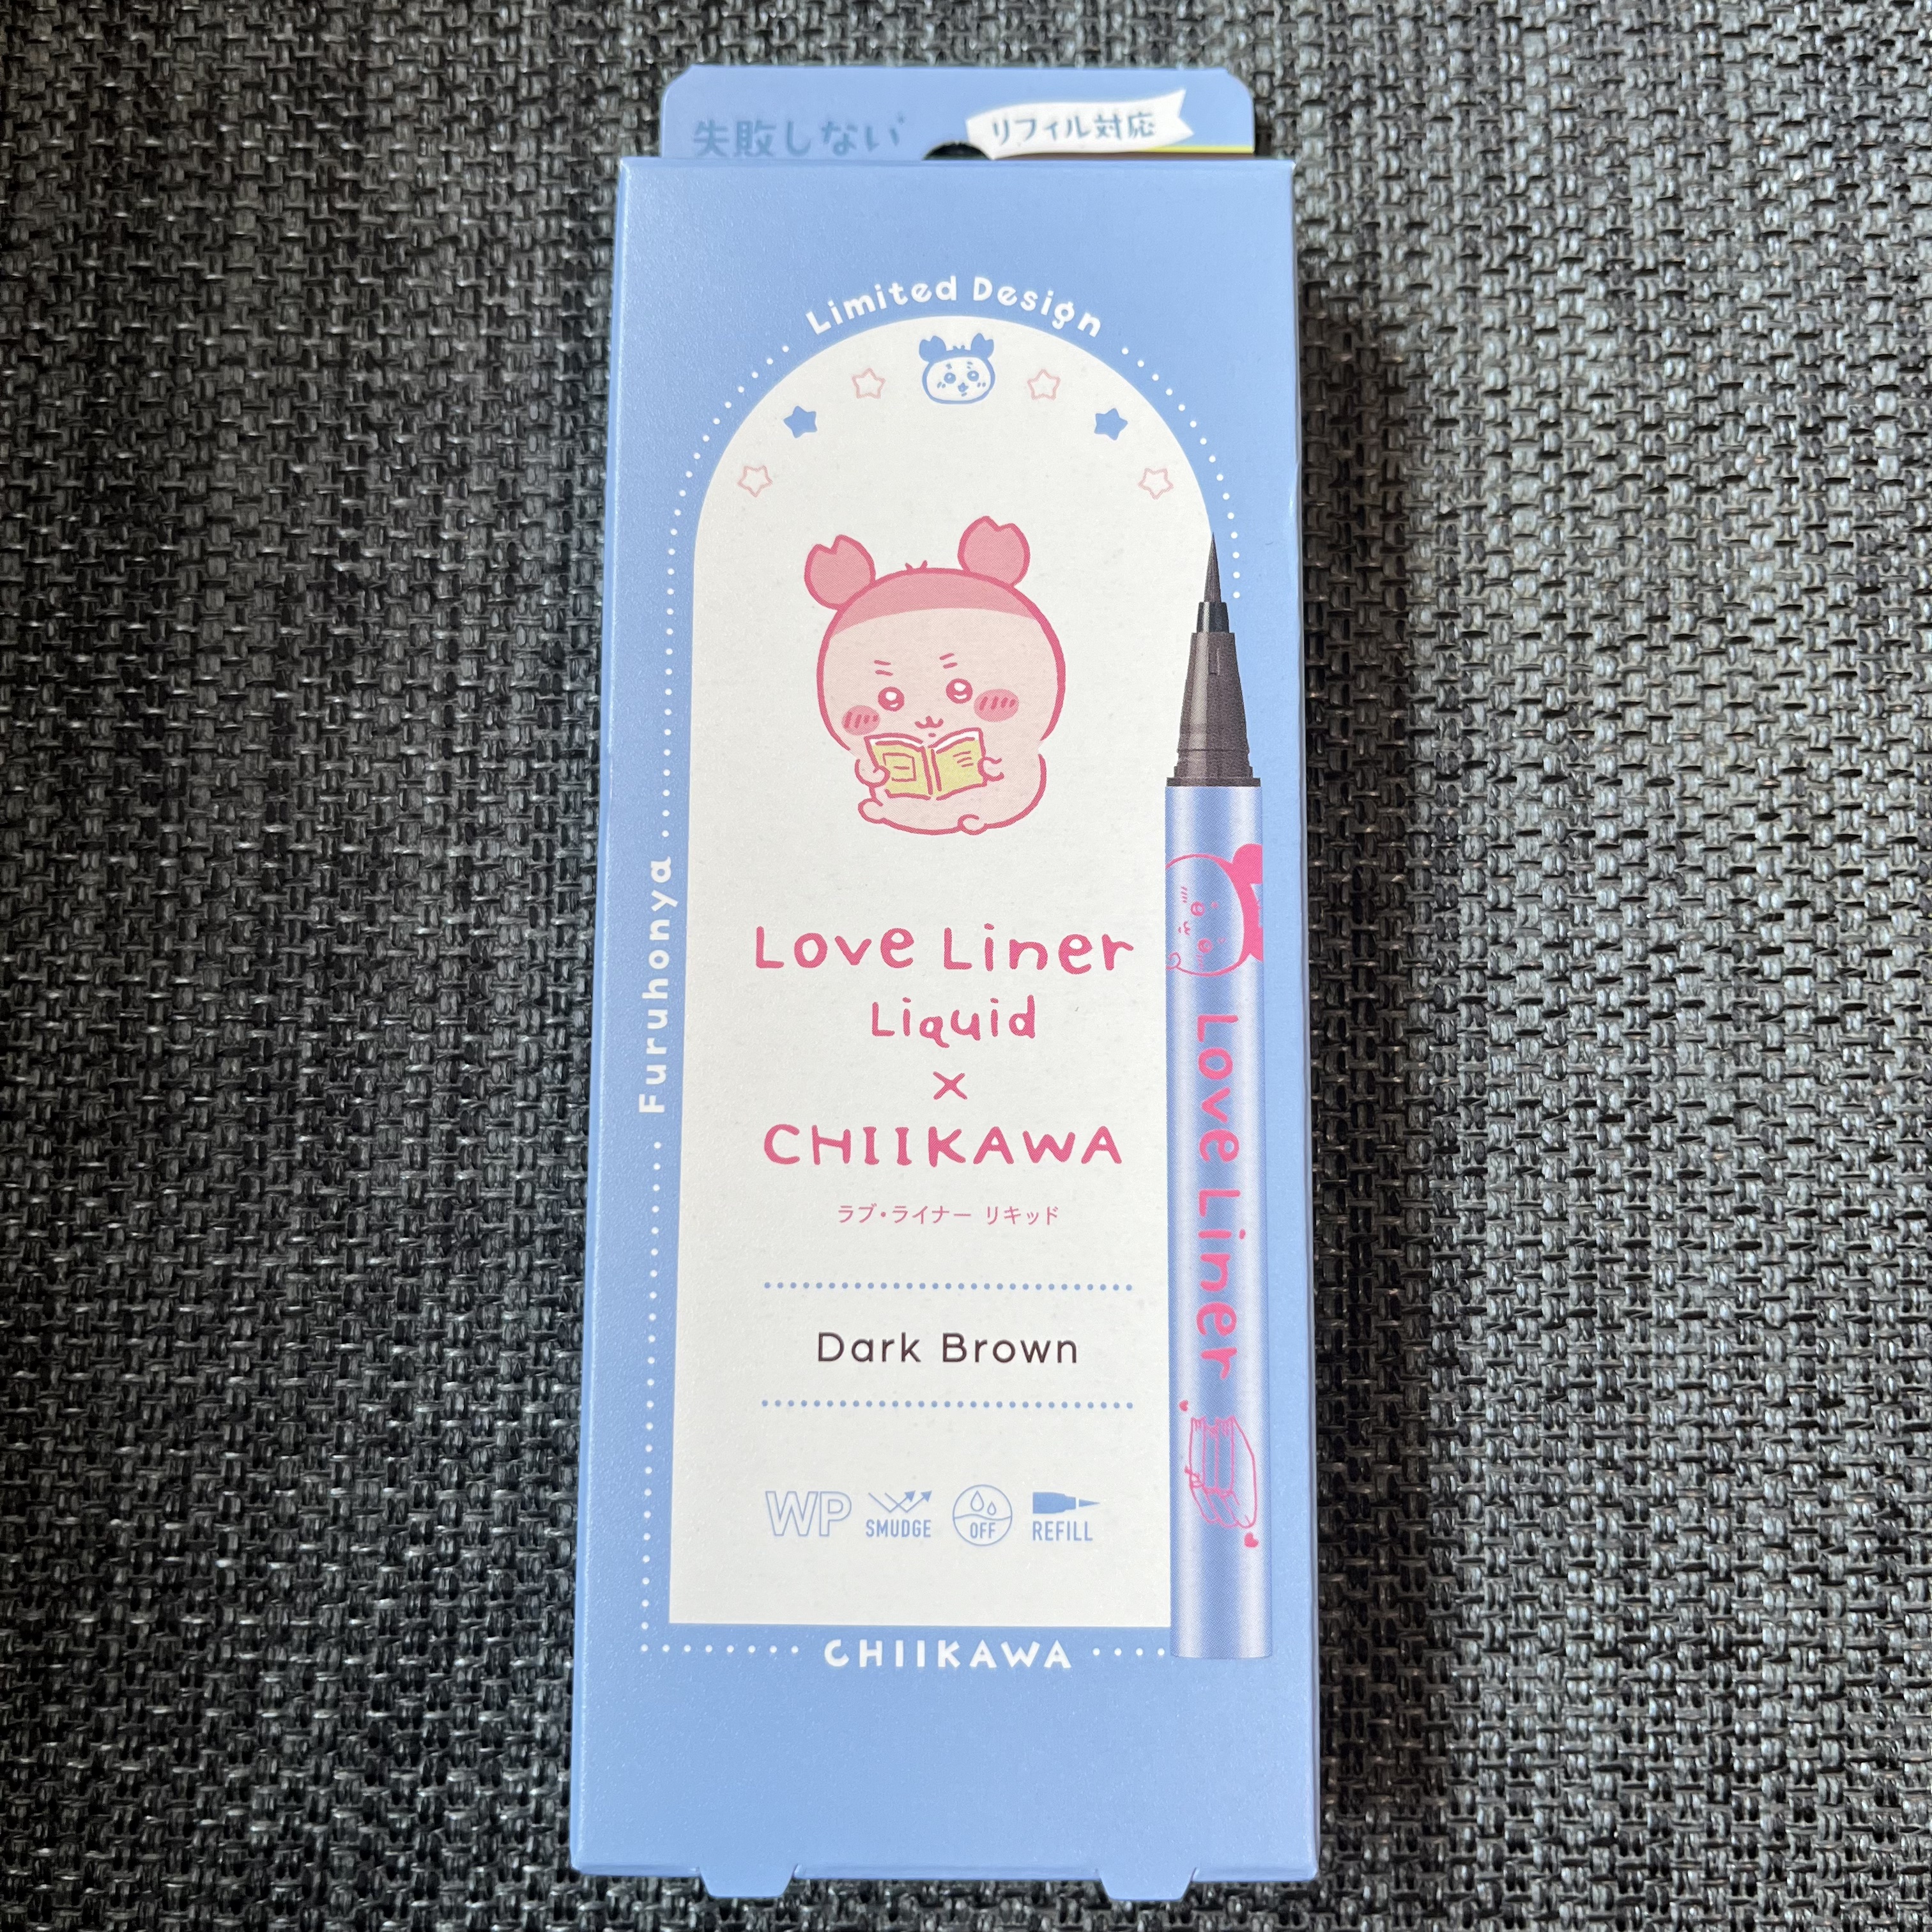 失敗しない
リフィル対応
Limited Design
Furuhonya
Love Liner
Liquid
×
CHIIKAWA
ラブ・ライナー リキッド
Dark Brown
WP
SMUDGE
OFF
REFILL
Love Liner
CHIIKAWA